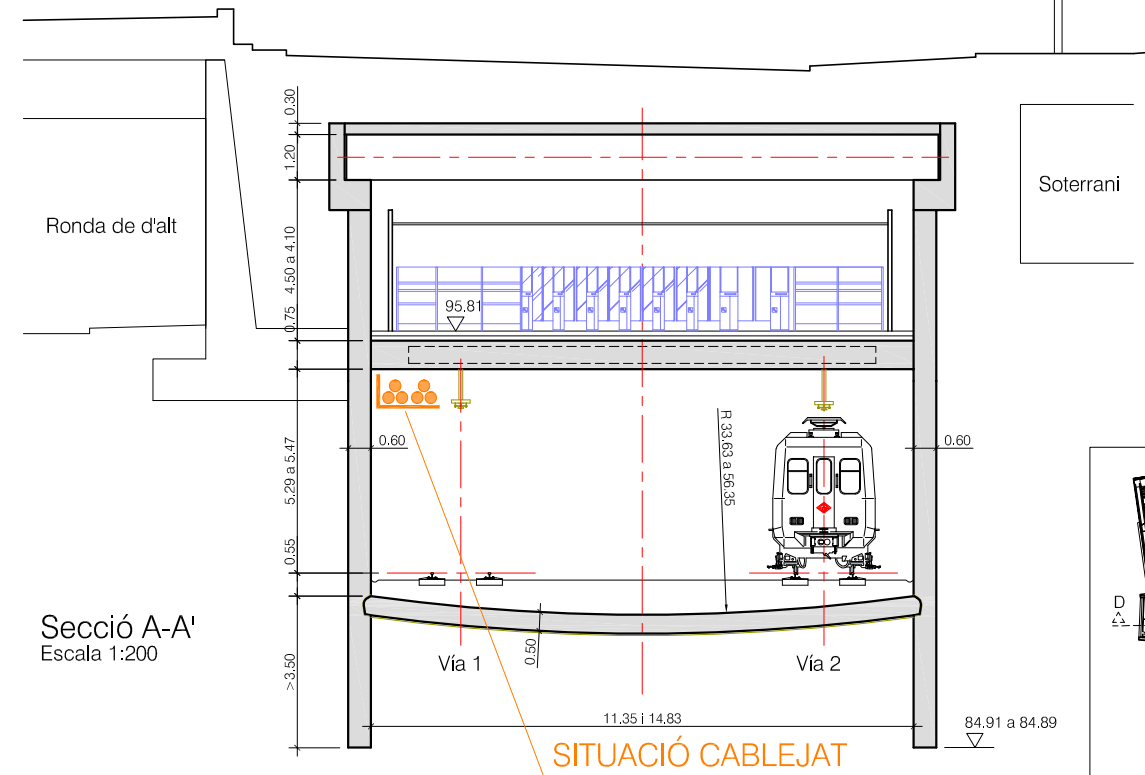 0.30
1.20
Ronda de d'alt
Soterrani
4.50 a 4.10
95.81
0.75
0.60
0.60
R 33.63 a 56.35
5.29 a 5.47
0.55
D
Secció A-A'
Escala 1:200
0.50
Vía 1
Vía 2
>3.50
11.35 i 14.83
84.91 a 84.89
SITUACIÓ CABLEJAT